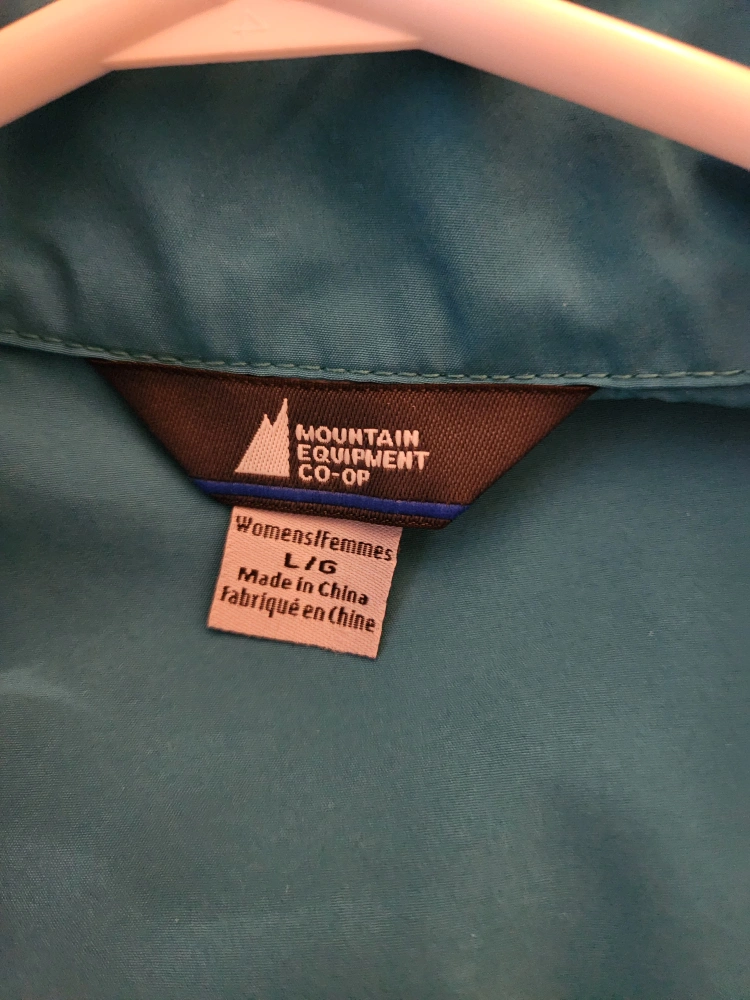 MOUNTAIN
EQUIPMENT
CO-OP
Womens/Femmes
L/G
Made in China
Fabriqué en Chine